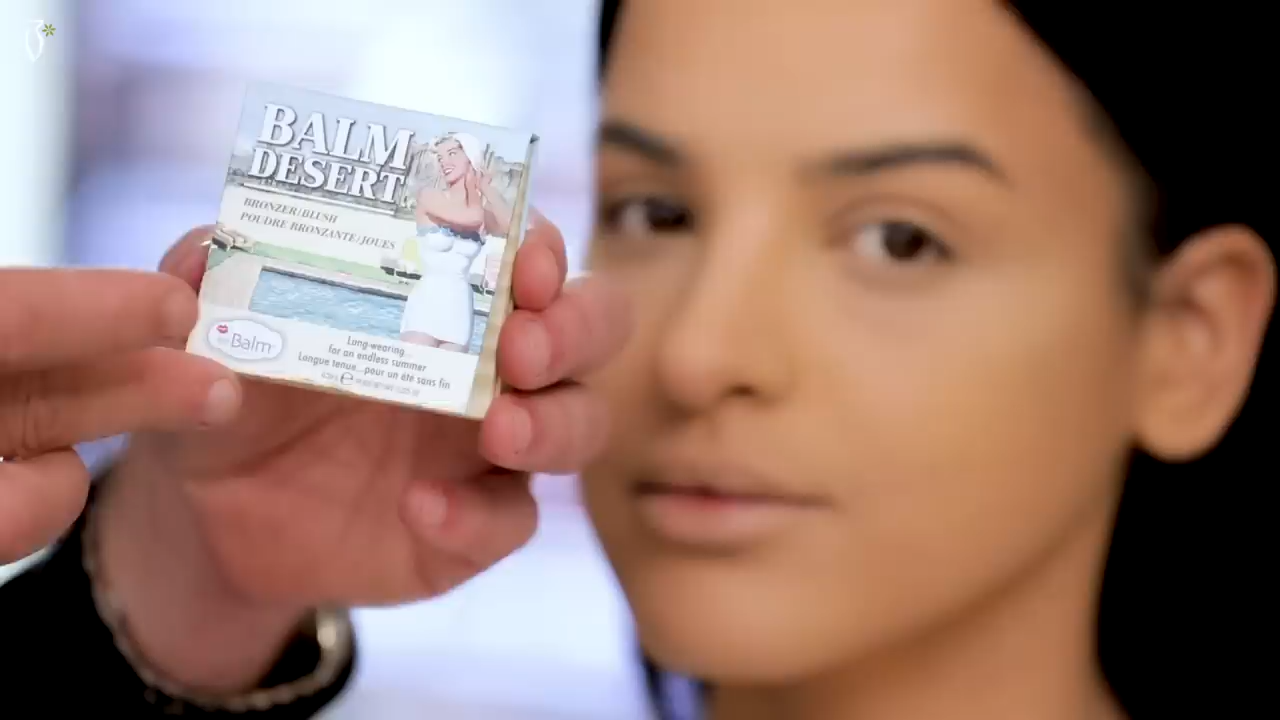 BALM
DESERT
BRONZER/BLUSH
POUDRE BRONZANTE/JOUES
theBalm
Long-wearing...
for an endless summer
Longue tenue...pour un été sans fin